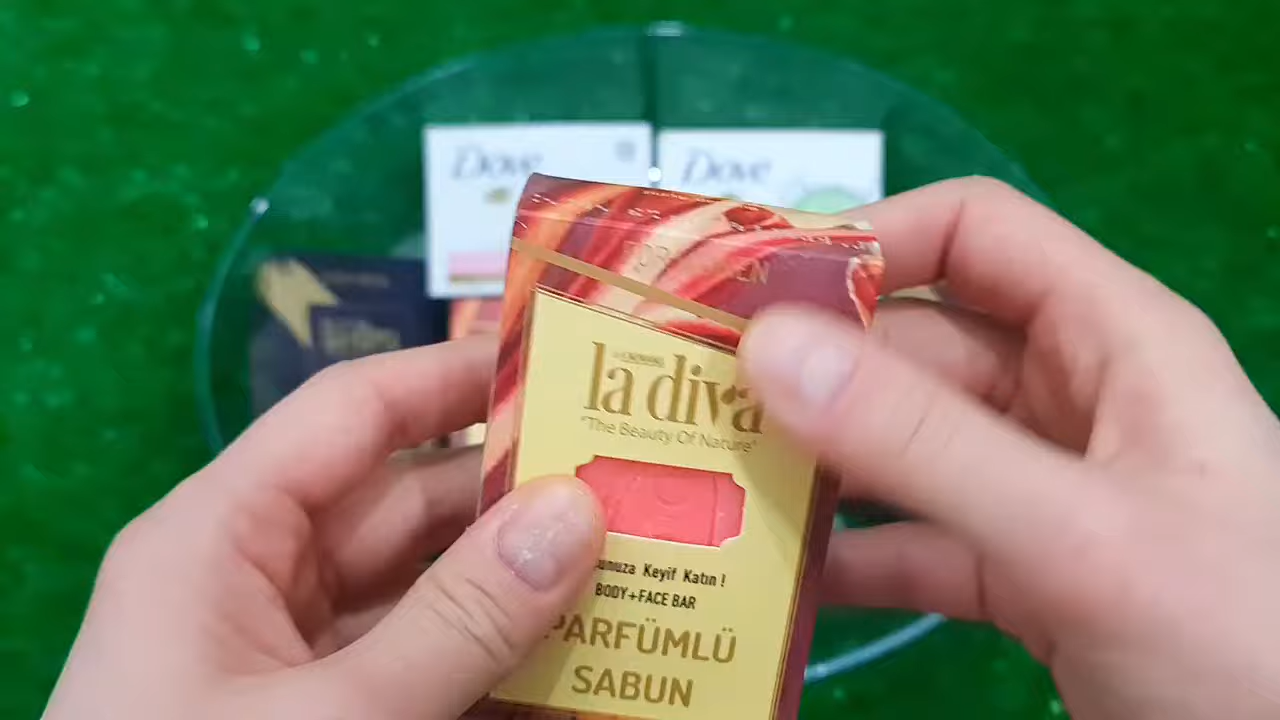 Dove
Dove
la diva
"The Beauty Of Nature"
Keyif Katın !
BODY+FACE BAR
PARFÜMLÜ
SABUN